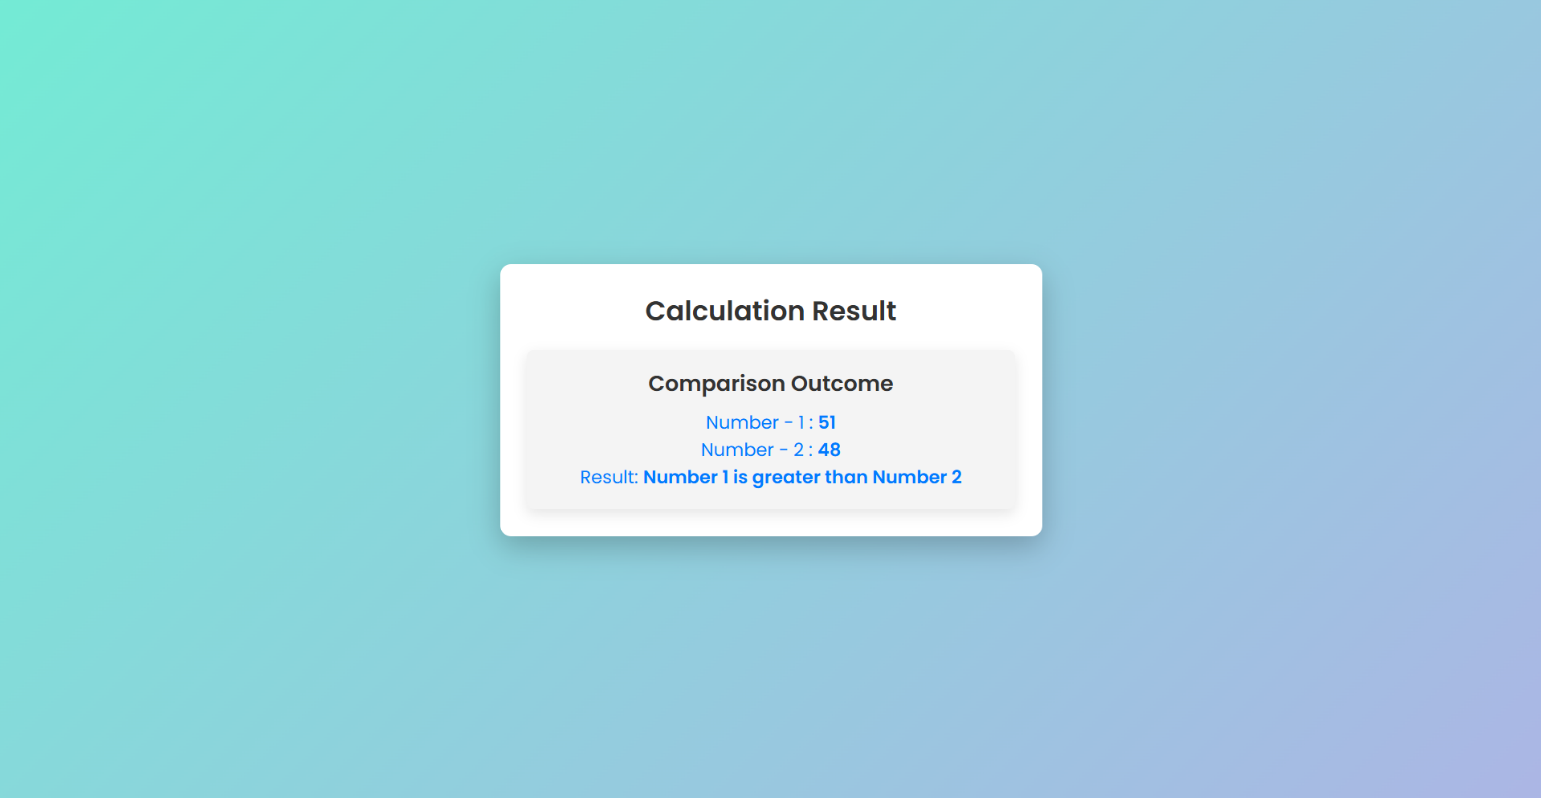 Calculation Result
Comparison Outcome
Number - 1 : 51
Number - 2 : 48
Result: Number 1 is greater than Number 2